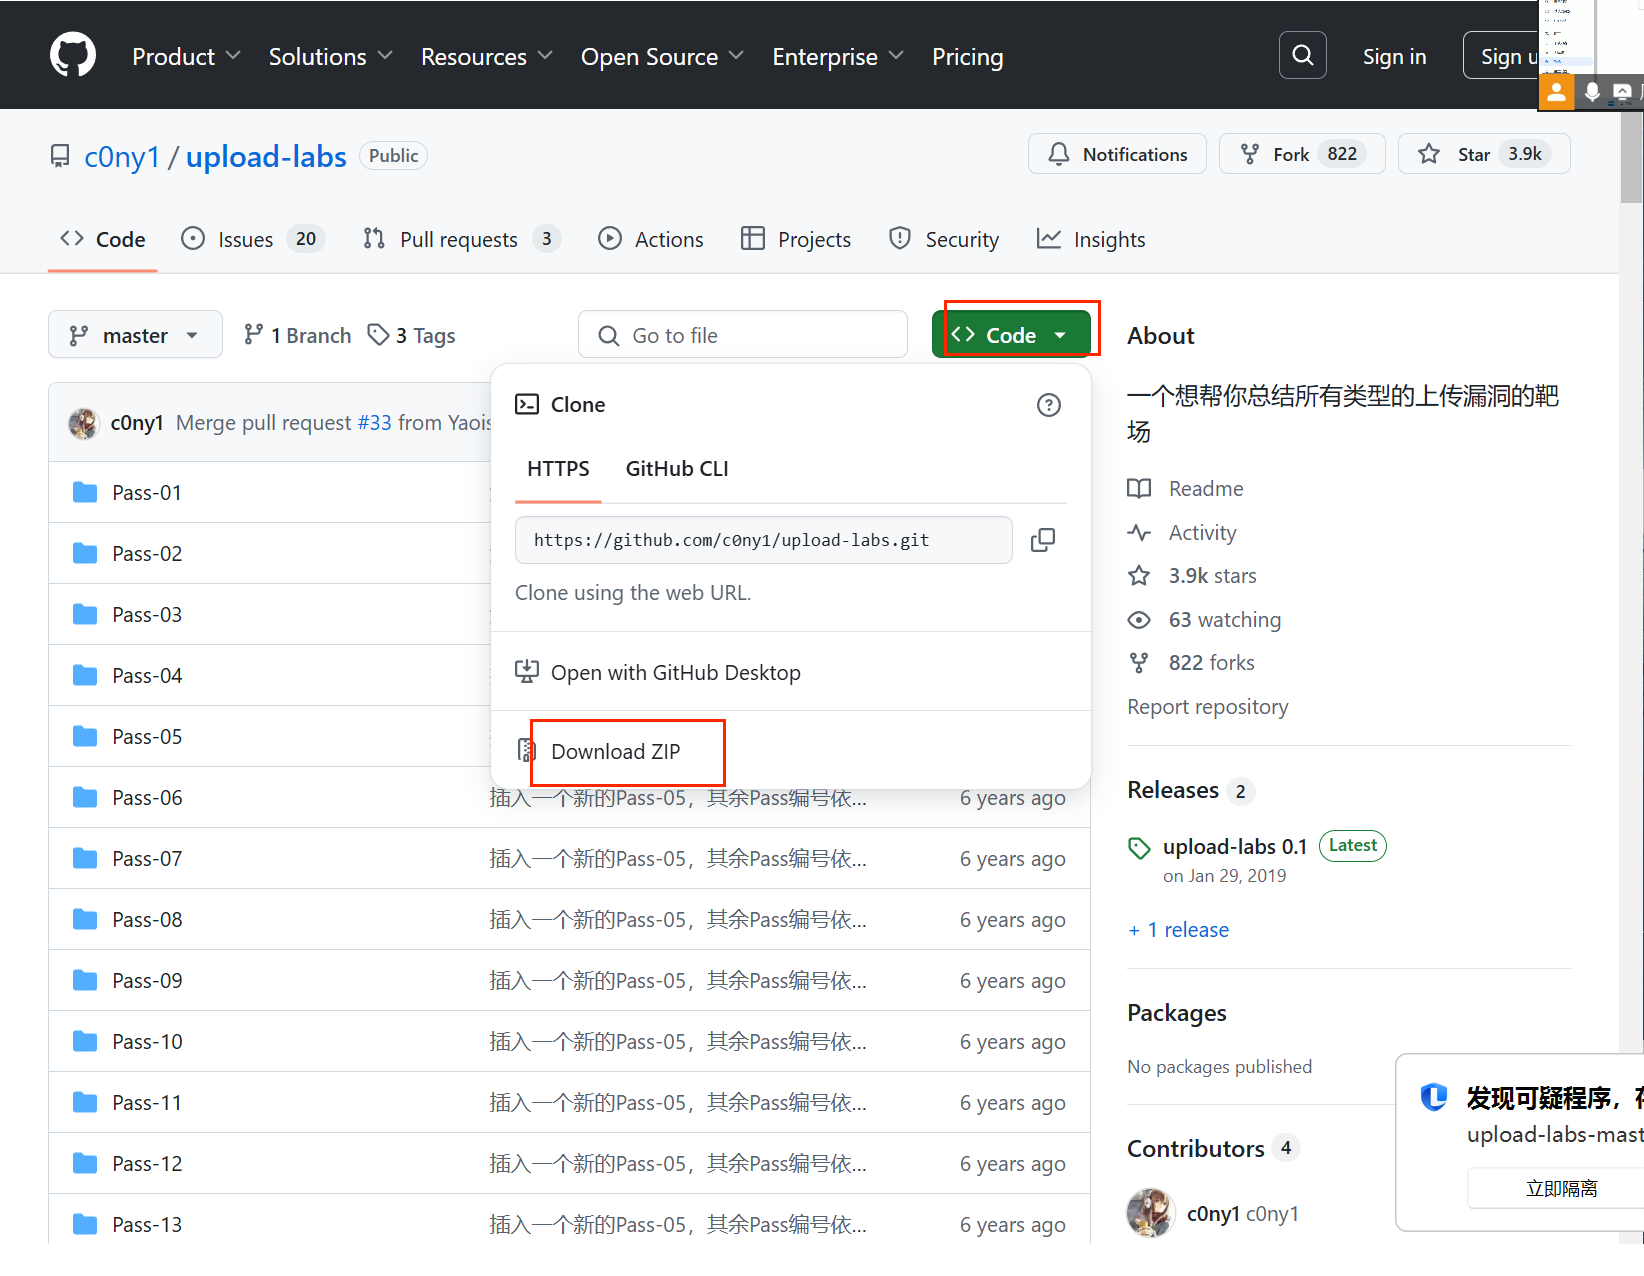 Product Solutions Resources Open Source Enterprise Pricing Sign in Sign u
c0ny1 / upload-labs Public Notifications Fork 822 Star 3.9k
Code Issues 20 Pull requests 3 Actions Projects Security Insights
master 1 Branch 3 Tags Go to file Code
About
一个想帮你总结所有类型的上传漏洞的靶
场
Readme
Activity
3.9k stars
63 watching
822 forks
Report repository
Releases 2
upload-labs 0.1 Latest
on Jan 29, 2019
+ 1 release
Packages
No packages published
Contributors 4
c0ny1 c0ny1
Clone
HTTPS GitHub CLI
https://github.com/c0ny1/upload-labs.git
Clone using the web URL.
Open with GitHub Desktop
Download ZIP
c0ny1 Merge pull request #33 from Yaois
Pass-01
Pass-02
Pass-03
Pass-04
Pass-05
Pass-06 插入一个新的Pass-05，其余Pass编号依... 6 years ago
Pass-07 插入一个新的Pass-05，其余Pass编号依... 6 years ago
Pass-08 插入一个新的Pass-05，其余Pass编号依... 6 years ago
Pass-09 插入一个新的Pass-05，其余Pass编号依... 6 years ago
Pass-10 插入一个新的Pass-05，其余Pass编号依... 6 years ago
Pass-11 插入一个新的Pass-05，其余Pass编号依... 6 years ago
Pass-12 插入一个新的Pass-05，其余Pass编号依... 6 years ago
Pass-13 插入一个新的Pass-05，其余Pass编号依... 6 years ago
发现可疑程序，
upload-labs-mast
立即隔离